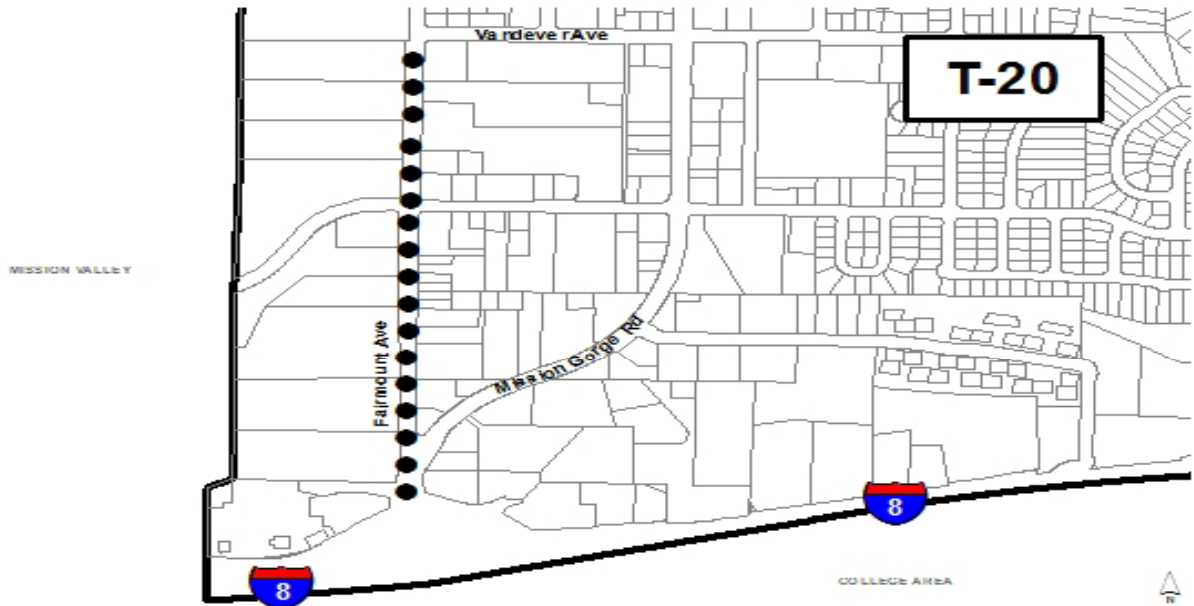 Vandever Ave
T-20
MISSION VALLEY
Fairmount Ave
Mission Gorge Rd
8
8
COLLEGE AREA
N